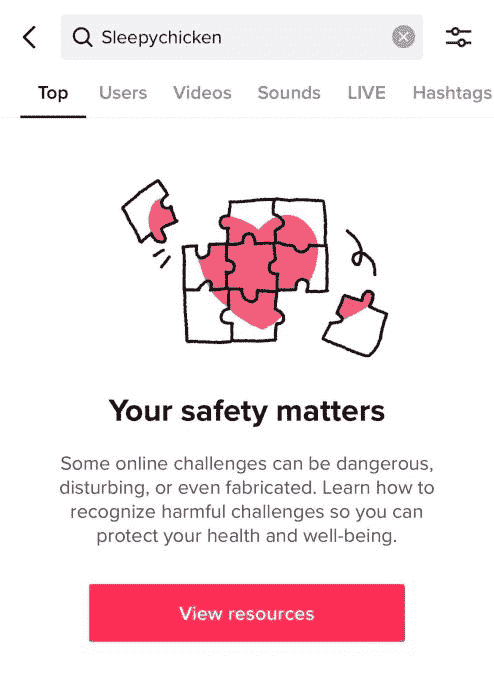 Sleepychicken
Top Users Videos Sounds LIVE Hashtags
Your safety matters
Some online challenges can be dangerous,
disturbing, or even fabricated. Learn how to
recognize harmful challenges so you can
protect your health and well-being.
View resources